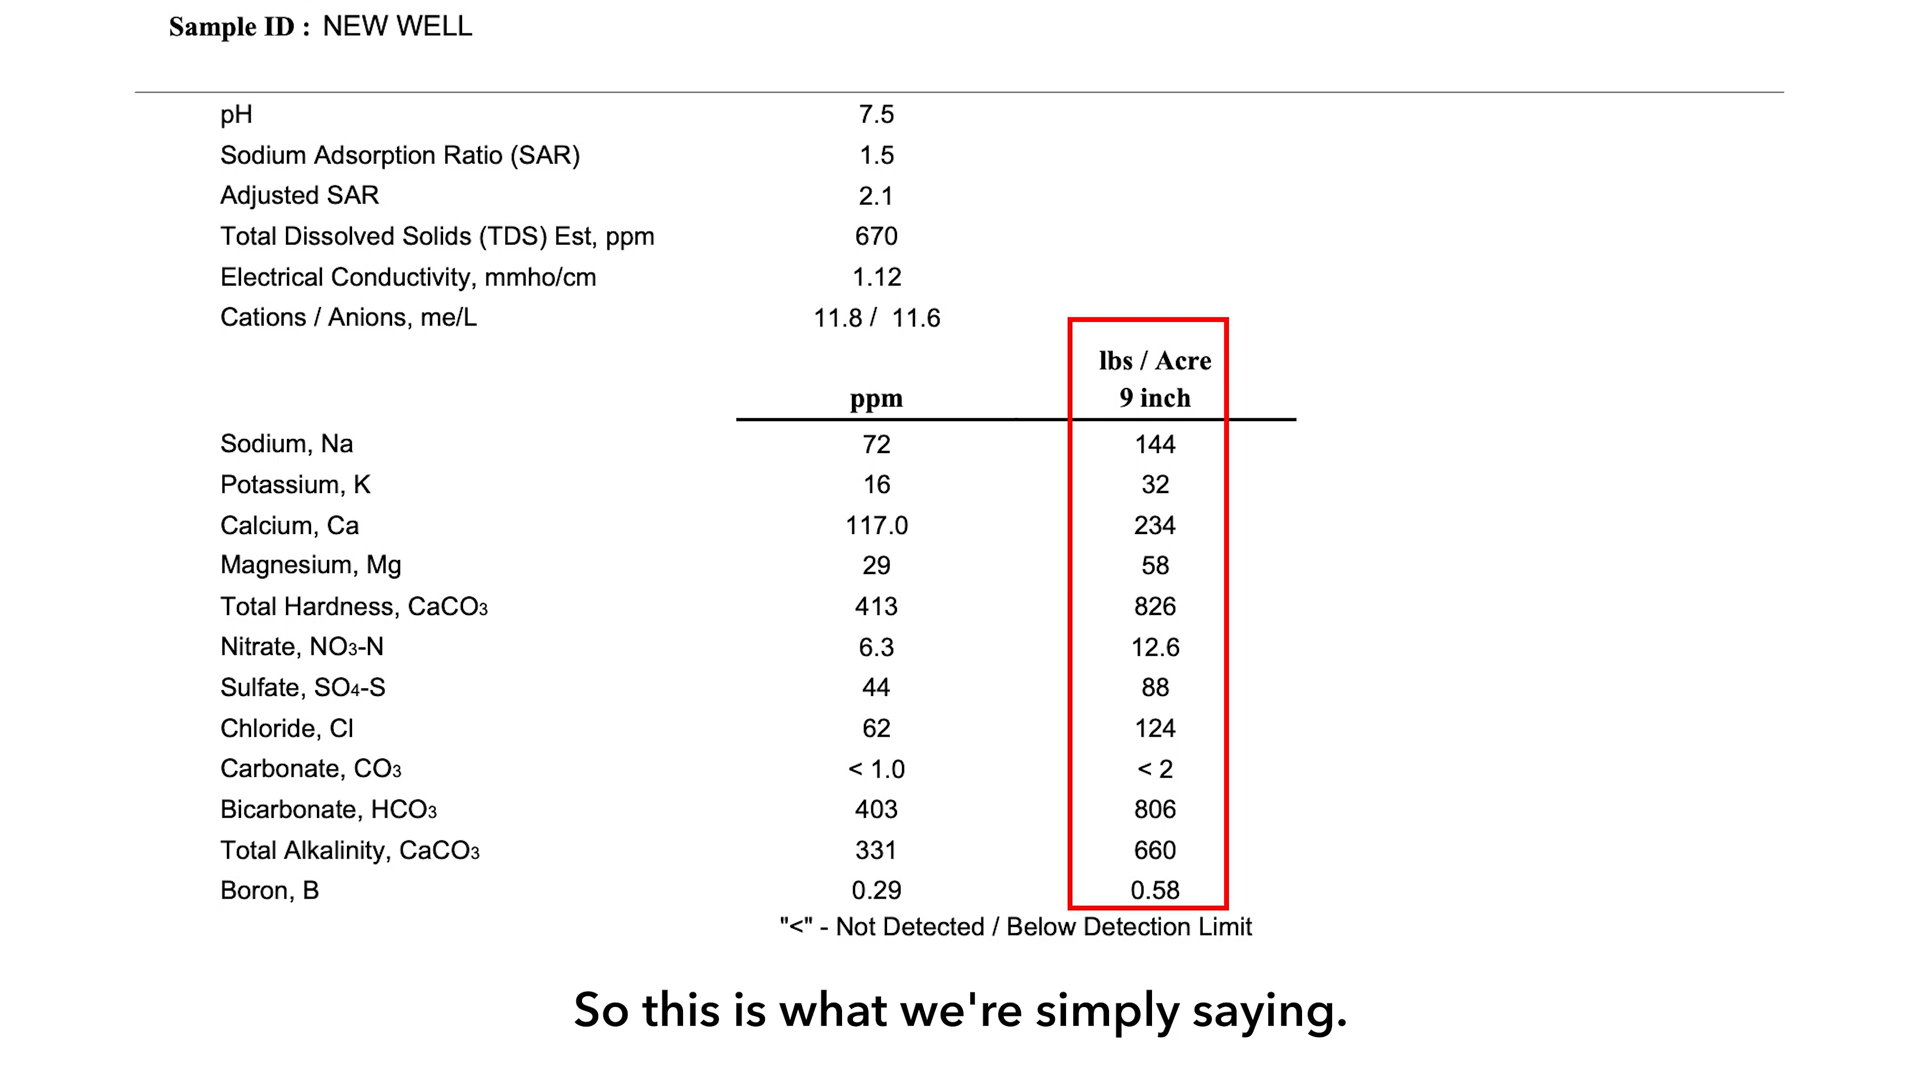 Sample ID : NEW WELL
pH 7.5
Sodium Adsorption Ratio (SAR) 1.5
Adjusted SAR 2.1
Total Dissolved Solids (TDS) Est, ppm 670
Electrical Conductivity, mmho/cm 1.12
Cations / Anions, me/L 11.8 / 11.6
lbs / Acre
ppm 9 inch
Sodium, Na 72 144
Potassium, K 16 32
Calcium, Ca 117.0 234
Magnesium, Mg 29 58
Total Hardness, CaCO3 413 826
Nitrate, NO3-N 6.3 12.6
Sulfate, SO4-S 44 88
Chloride, Cl 62 124
Carbonate, CO3 < 1.0 < 2
Bicarbonate, HCO3 403 806
Total Alkalinity, CaCO3 331 660
Boron, B 0.29 0.58
"<" - Not Detected / Below Detection Limit
So this is what we're simply saying.